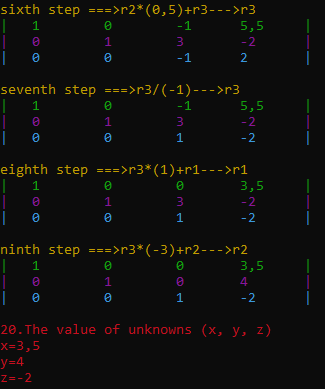 sixth step ===>r2*(0,5)+r3--->r3
| 1 0 -1 5,5 |
| 0 1 3 -2 |
| 0 0 -1 2 |
seventh step ===>r3/(-1)--->r3
| 1 0 -1 5,5 |
| 0 1 3 -2 |
| 0 0 1 -2 |
eighth step ===>r3*(1)+r1--->r1
| 1 0 0 3,5 |
| 0 1 3 -2 |
| 0 0 1 -2 |
ninth step ===>r3*(-3)+r2--->r2
| 1 0 0 3,5 |
| 0 1 0 4 |
| 0 0 1 -2 |
20.The value of unknowns (x, y, z)
x=3,5
y=4
z=-2